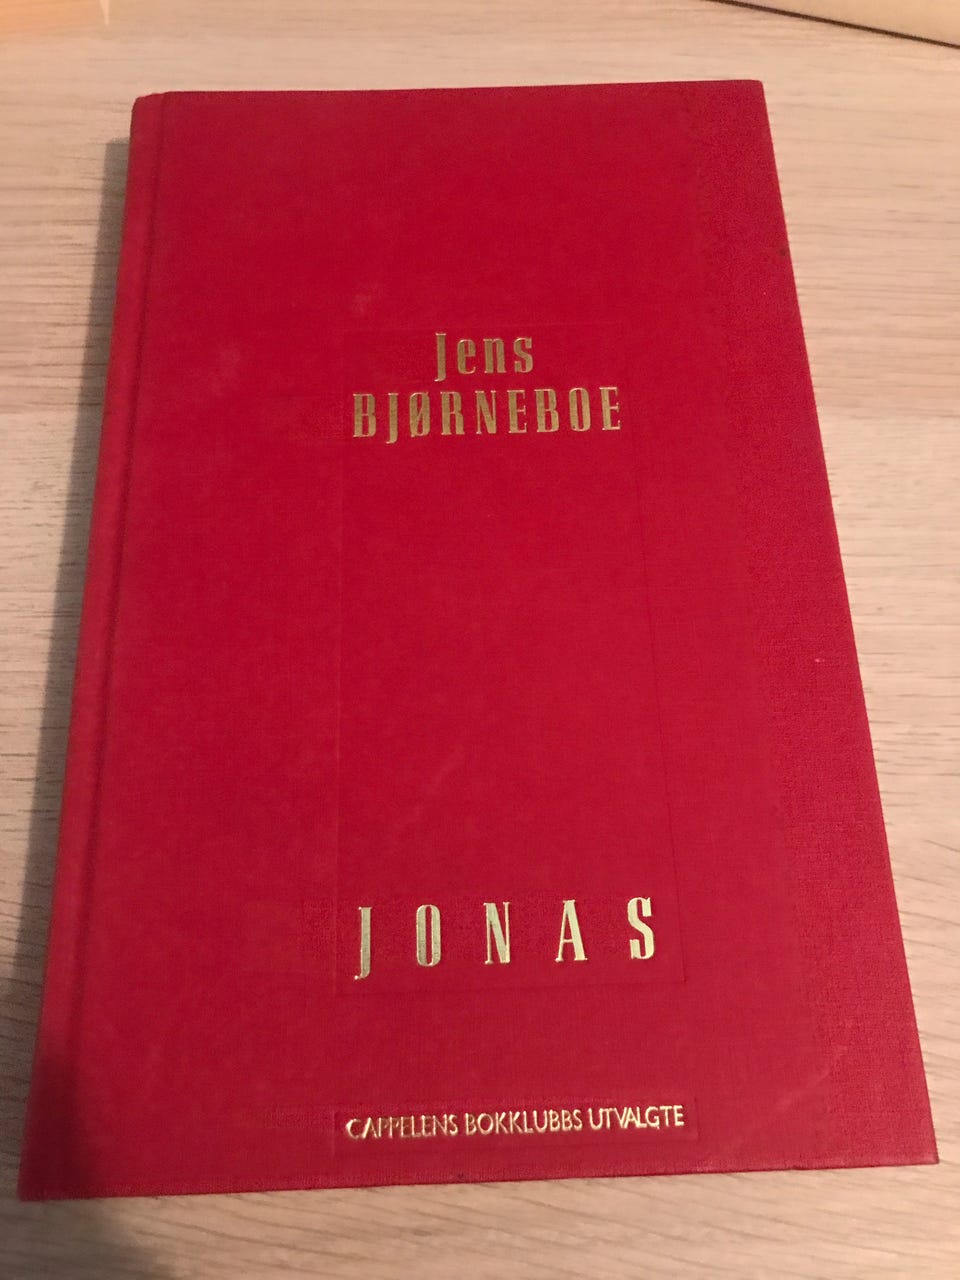 Jens
BJØRNEBOE
JONAS
CAPPELENS BOKKLUBBS UTVALGTE